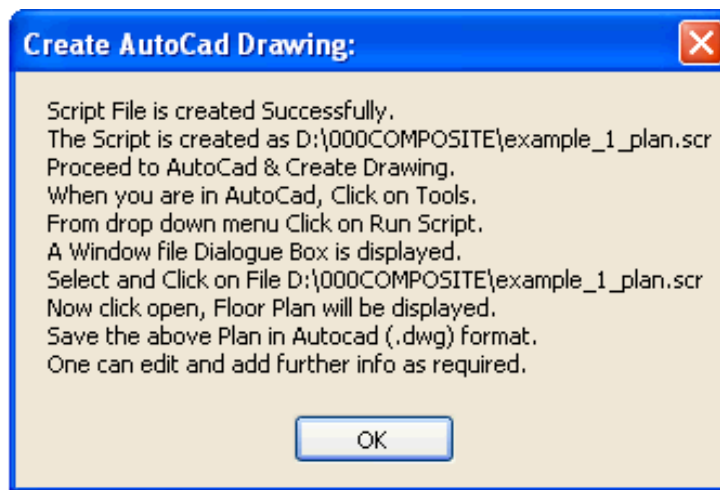 Create AutoCad Drawing:
Script File is created Successfully.
The Script is created as D:\000COMPOSITE\example_1_plan.scr
Proceed to AutoCad & Create Drawing.
When you are in AutoCad, Click on Tools.
From drop down menu Click on Run Script.
A Window file Dialogue Box is displayed.
Select and Click on File D:\000COMPOSITE\example_1_plan.scr
Now click open, Floor Plan will be displayed.
Save the above Plan in Autocad (.dwg) format.
One can edit and add further info as required.
OK